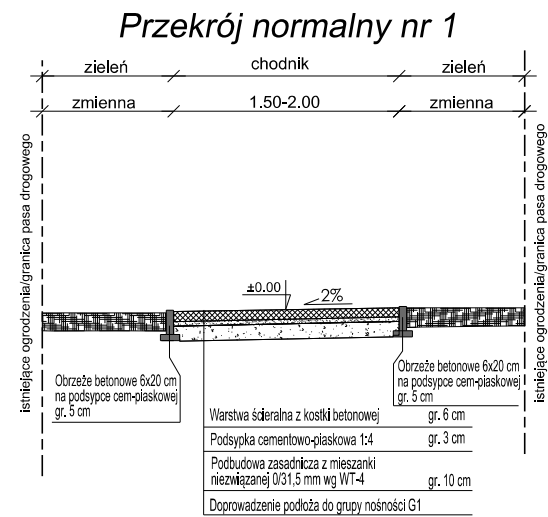 Przekrój normalny nr 1
zieleń
chodnik
zieleń
zmienna
1.50-2.00
zmienna
istniejące ogrodzenia/granica pasa drogowego
istniejące ogrodzenia/granica pasa drogowego
±0.00
2%
Obrzeże betonowe 6x20 cm
na podsypce cem-piaskowej
gr. 5 cm
Obrzeże betonowe 6x20 cm
na podsypce cem-piaskowej
gr. 5 cm
Warstwa ścieralna z kostki betonowej gr. 6 cm
Podsypka cementowo-piaskowa 1:4 gr. 3 cm
Podbudowa zasadnicza z mieszanki
niezwiązanej 0/31,5 mm wg WT-4 gr. 10 cm
Doprowadzenie podłoża do grupy nośności G1